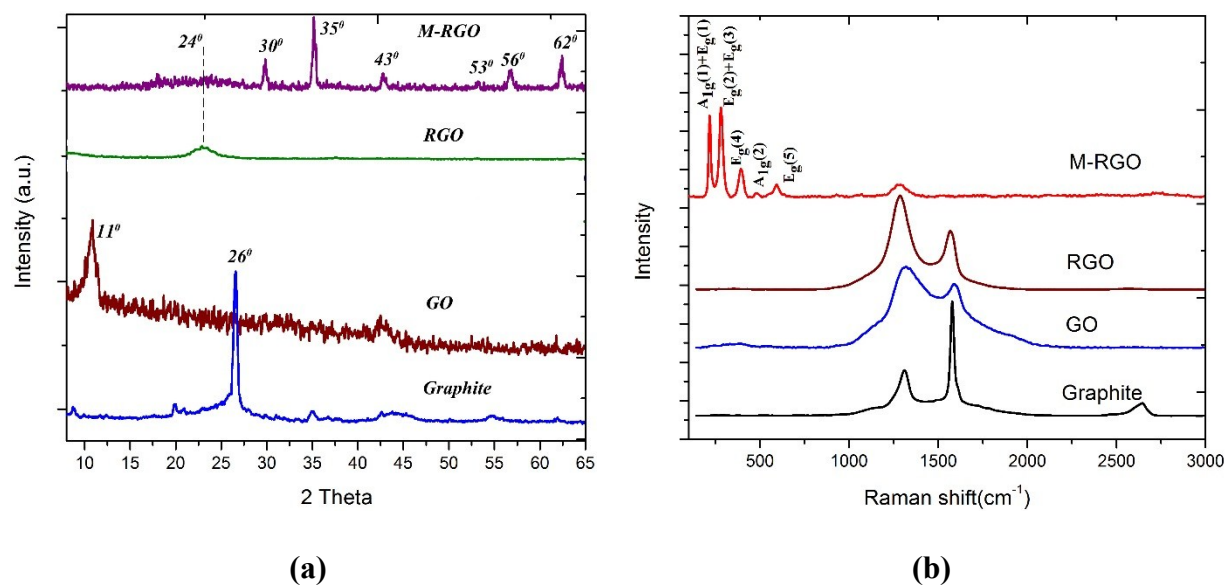 35⁰
M-RGO
62⁰
24⁰
30⁰
43⁰
53⁰
56⁰
RGO
11⁰
26⁰
GO
Graphite
Intensity (a.u.)
10 15 23 25 30 35 40 45 50 55 60 65
2 Theta
(a)
A1g(1)+Eg(1)
Eg(2)+Eg(3)
Eg(4)
A1g(2)
Eg(5)
M-RGO
RGO
GO
Graphite
Intensity
500 1000 1500 2000 2500 3000
Raman shift(cm⁻¹)
(b)